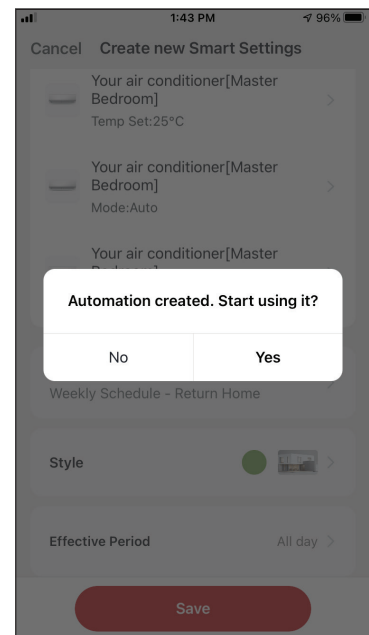 1:43 PM
96%
Cancel Create new Smart Settings
Your air conditioner[Master
Bedroom]
Temp Set:25°C
Your air conditioner[Master
Bedroom]
Mode:Auto
Your air conditioner[Master
Automation created. Start using it?
No Yes
Weekly Schedule - Return Home
Style
Effective Period All day
Save